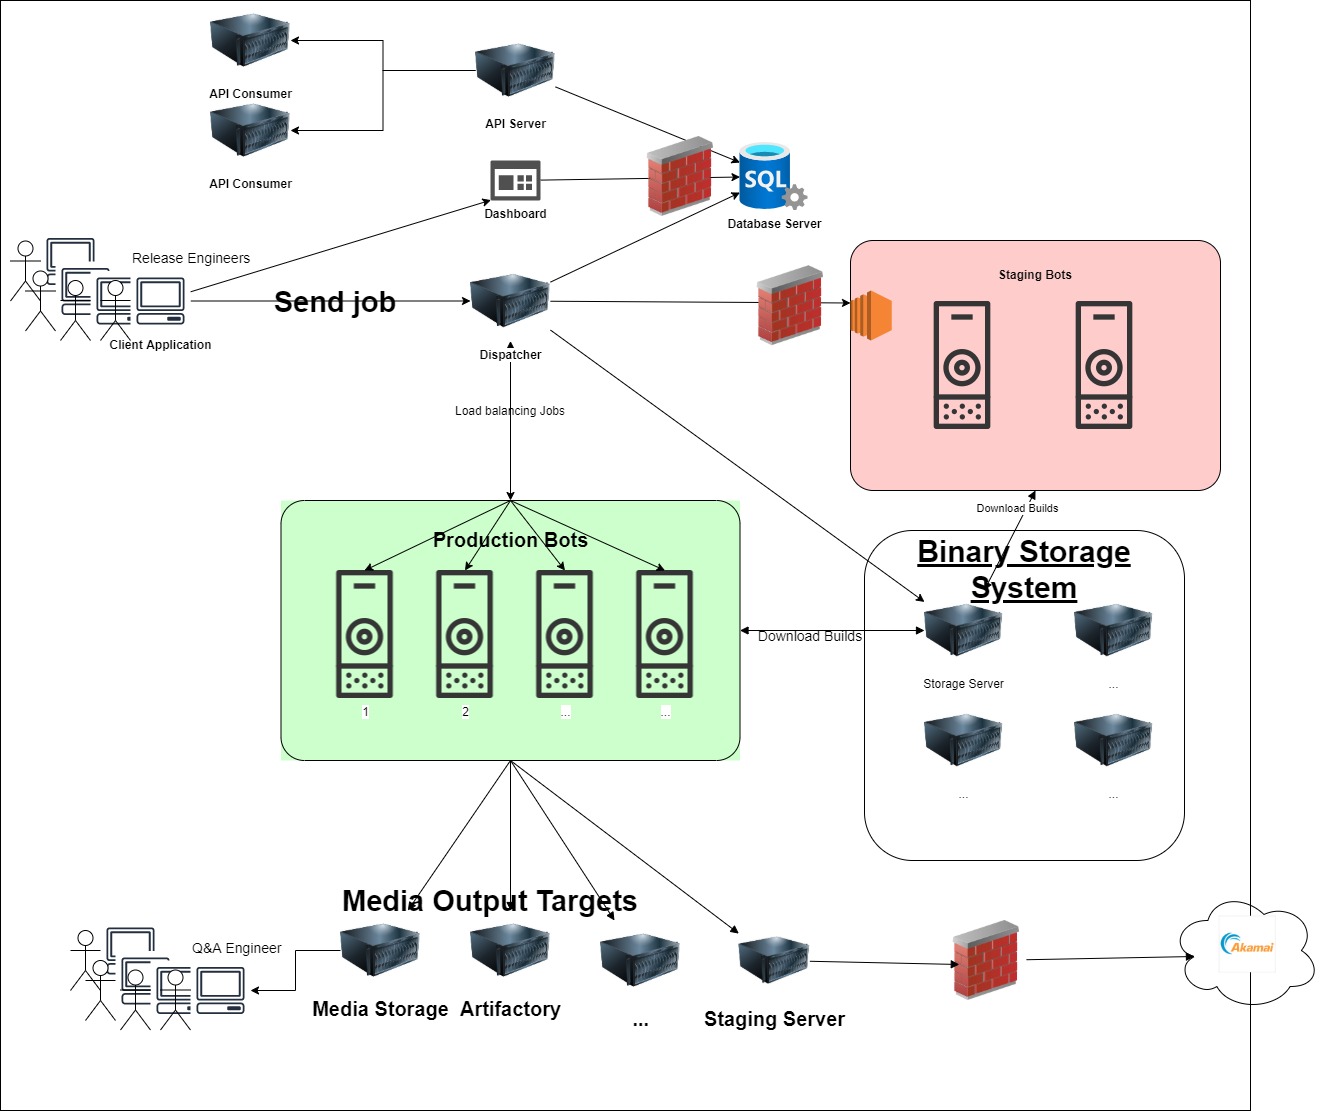 API Consumer
API Server
API Consumer
SQL
Dashboard
Database Server
Release Engineers
Staging Bots
Send job
Client Application
Dispatcher
Load balancing Jobs
Download Builds
Production Bots
Binary Storage
System
Download Builds
Storage Server
...
1
2
...
...
...
...
Media Output Targets
Q&A Engineer
Akamai
Media Storage
Artifactory
...
Staging Server